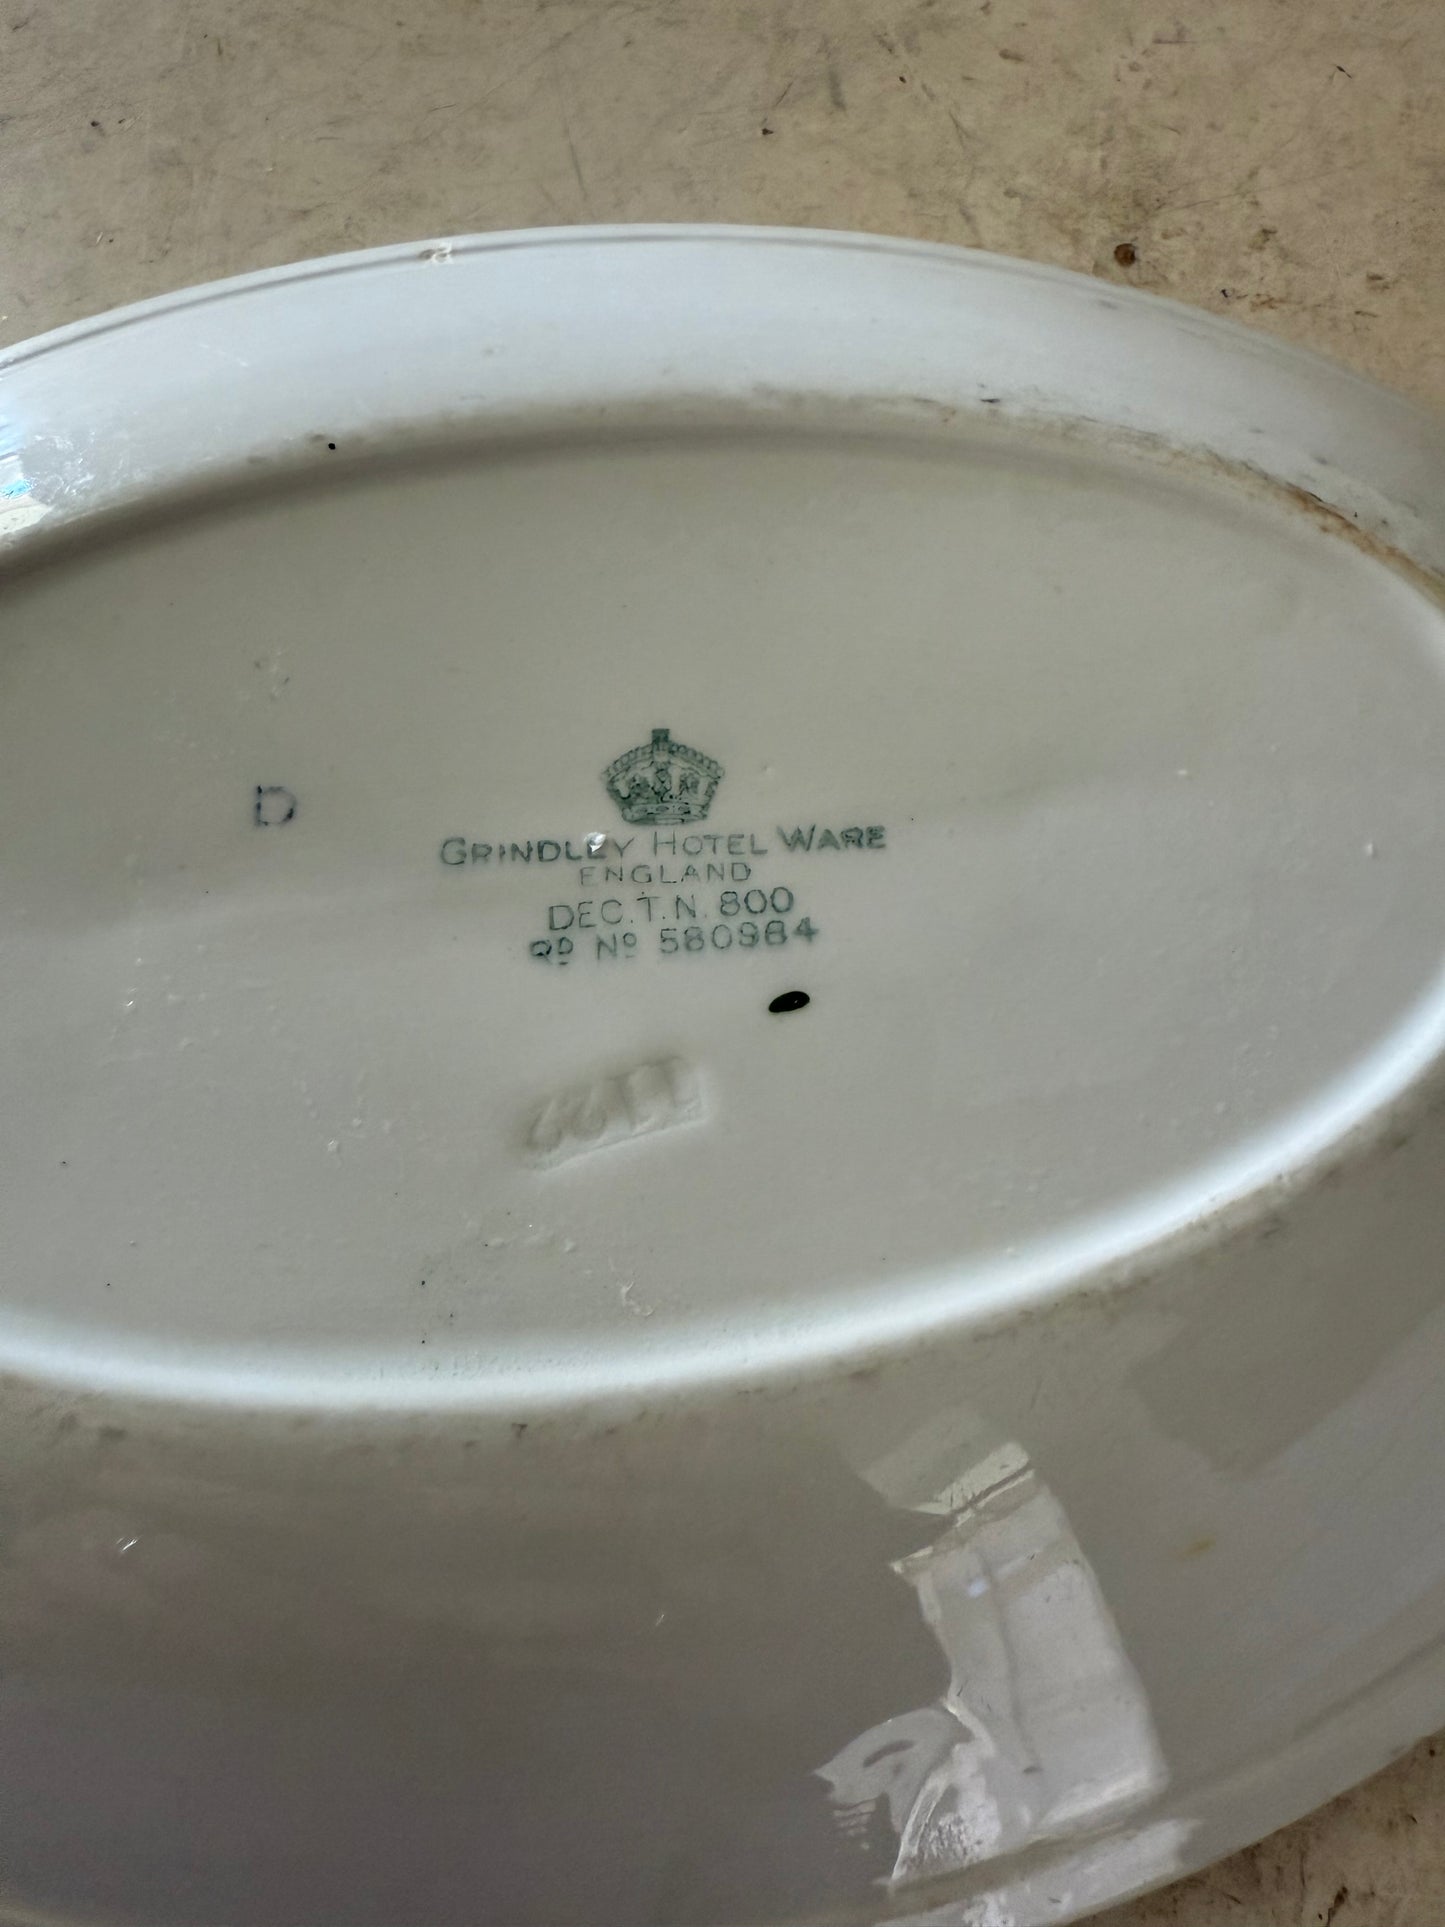 D
GRINDLEY HOTEL WARE
ENGLAND
DEC.T.N. 800
RD No 580984